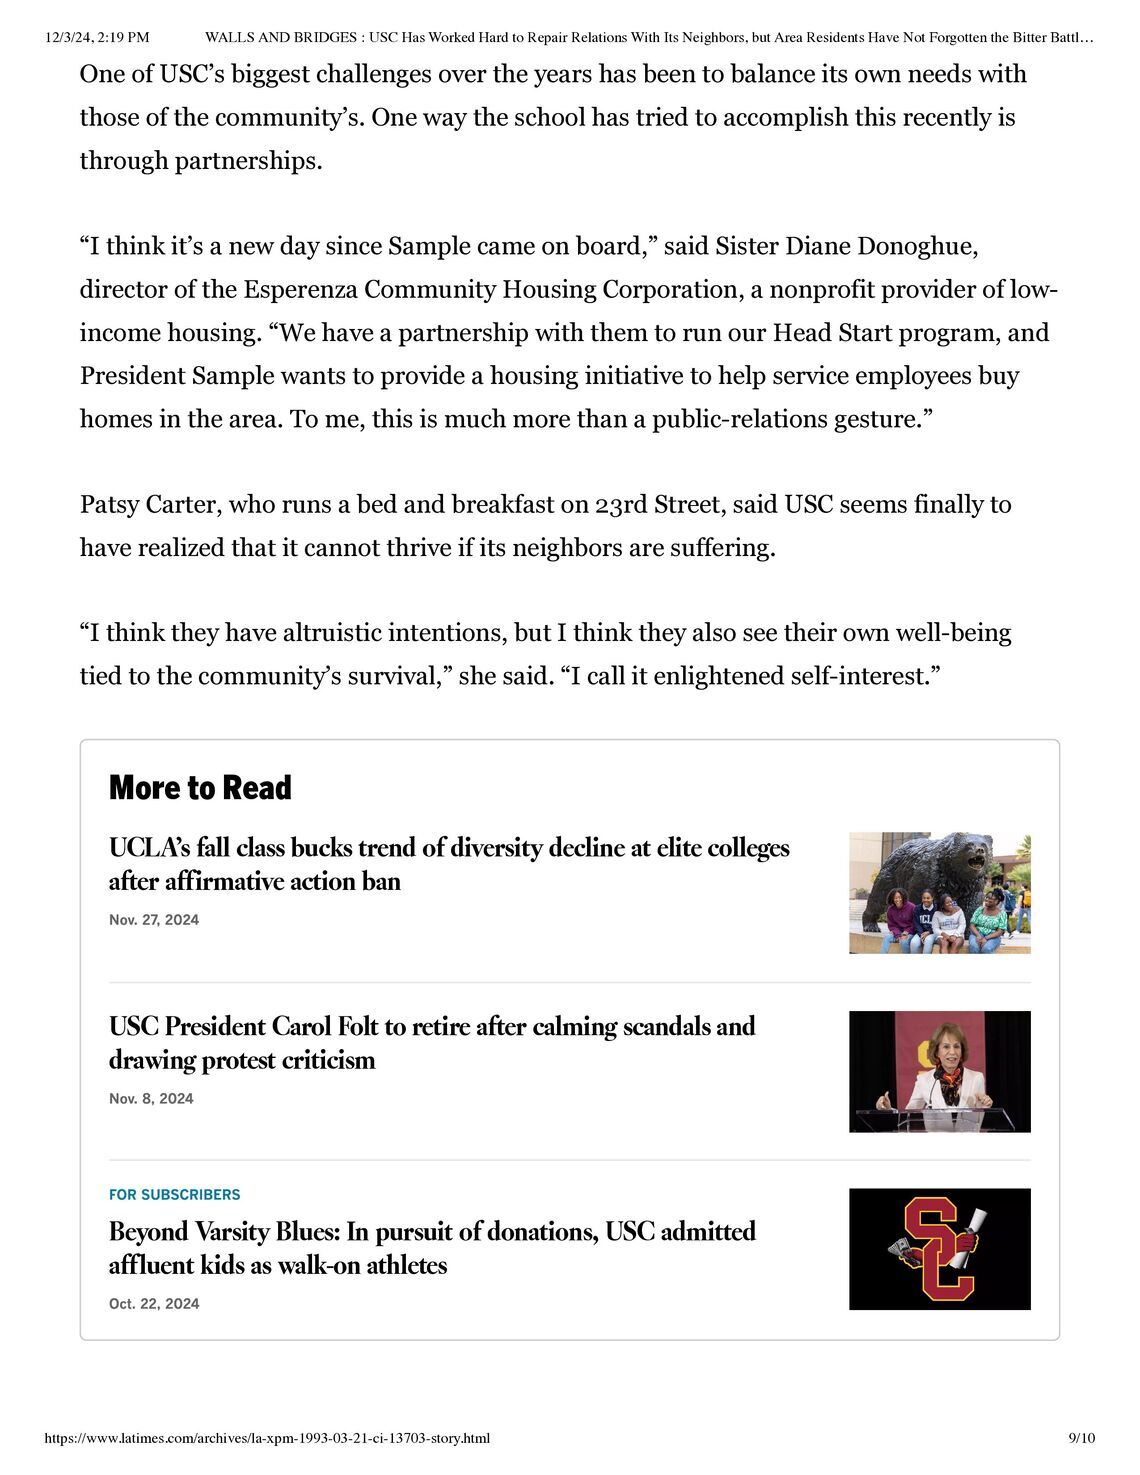 12/3/24, 2:19 PM WALLS AND BRIDGES : USC Has Worked Hard to Repair Relations With Its Neighbors, but Area Residents Have Not Forgotten the Bitter Battl…
One of USC’s biggest challenges over the years has been to balance its own needs with
those of the community’s. One way the school has tried to accomplish this recently is
through partnerships.
“I think it’s a new day since Sample came on board,” said Sister Diane Donoghue,
director of the Esperenza Community Housing Corporation, a nonprofit provider of low-
income housing. “We have a partnership with them to run our Head Start program, and
President Sample wants to provide a housing initiative to help service employees buy
homes in the area. To me, this is much more than a public-relations gesture.”
Patsy Carter, who runs a bed and breakfast on 23rd Street, said USC seems finally to
have realized that it cannot thrive if its neighbors are suffering.
“I think they have altruistic intentions, but I think they also see their own well-being
tied to the community’s survival,” she said. “I call it enlightened self-interest.”
More to Read
UCLA’s fall class bucks trend of diversity decline at elite colleges
after affirmative action ban
Nov. 27, 2024
UCL
USC President Carol Folt to retire after calming scandals and
drawing protest criticism
Nov. 8, 2024
FOR SUBSCRIBERS
Beyond Varsity Blues: In pursuit of donations, USC admitted
affluent kids as walk-on athletes
Oct. 22, 2024
SC
https://www.latimes.com/archives/la-xpm-1993-03-21-ci-13703-story.html 9/10